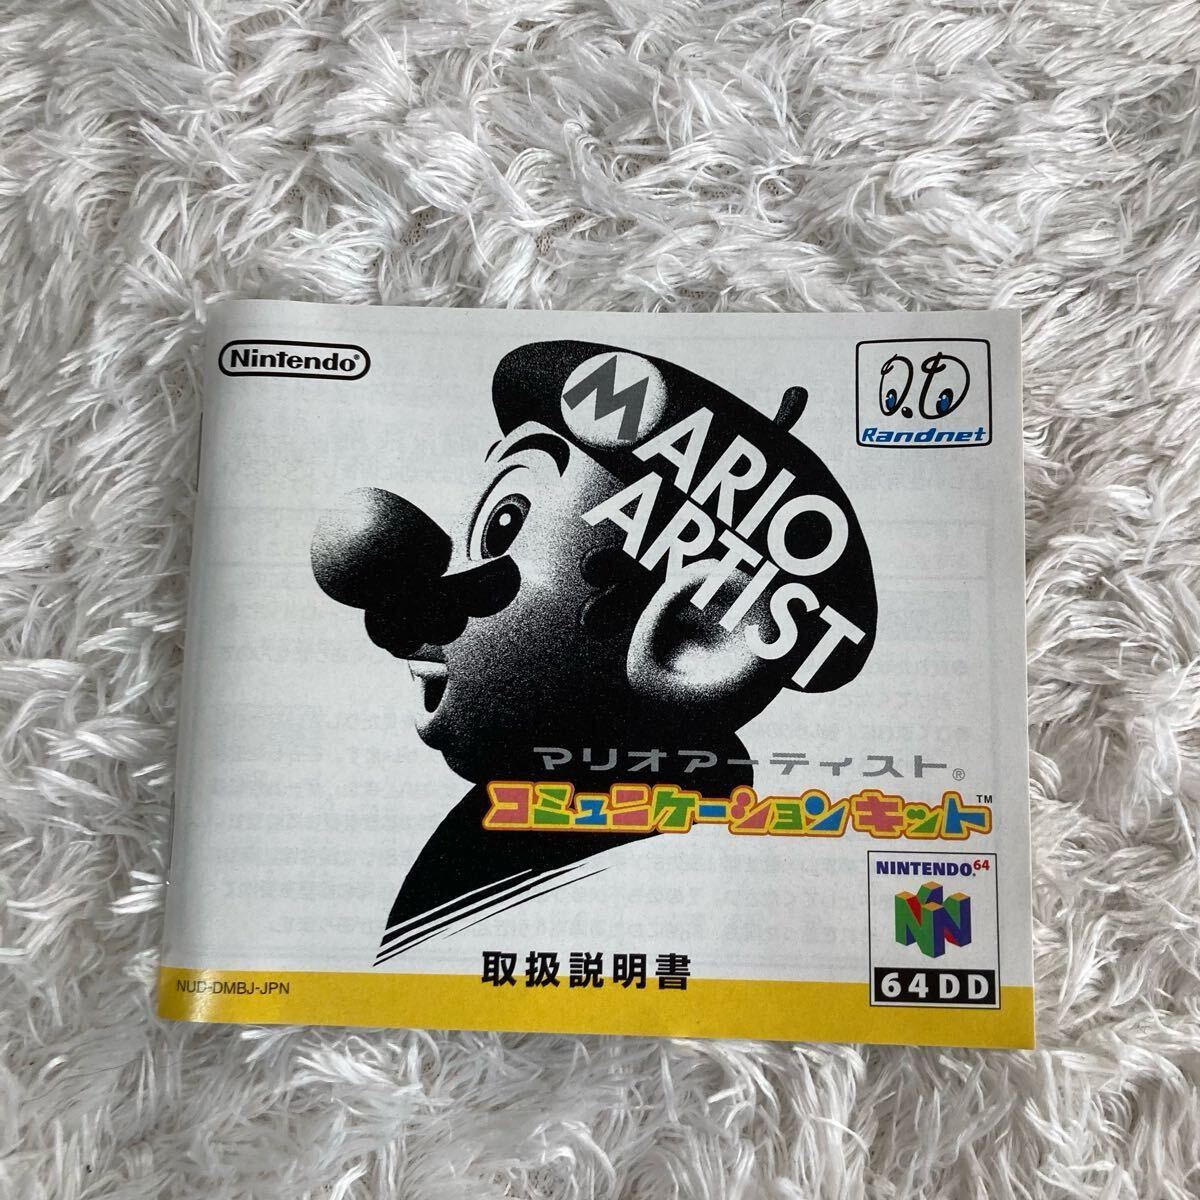 Nintendo®
Randnet
MARIO
ARTIST
マリオアーティスト®
コミュニケーションキット™
NINTENDO64
64DD
取扱説明書
NUD-DMBJ-JPN